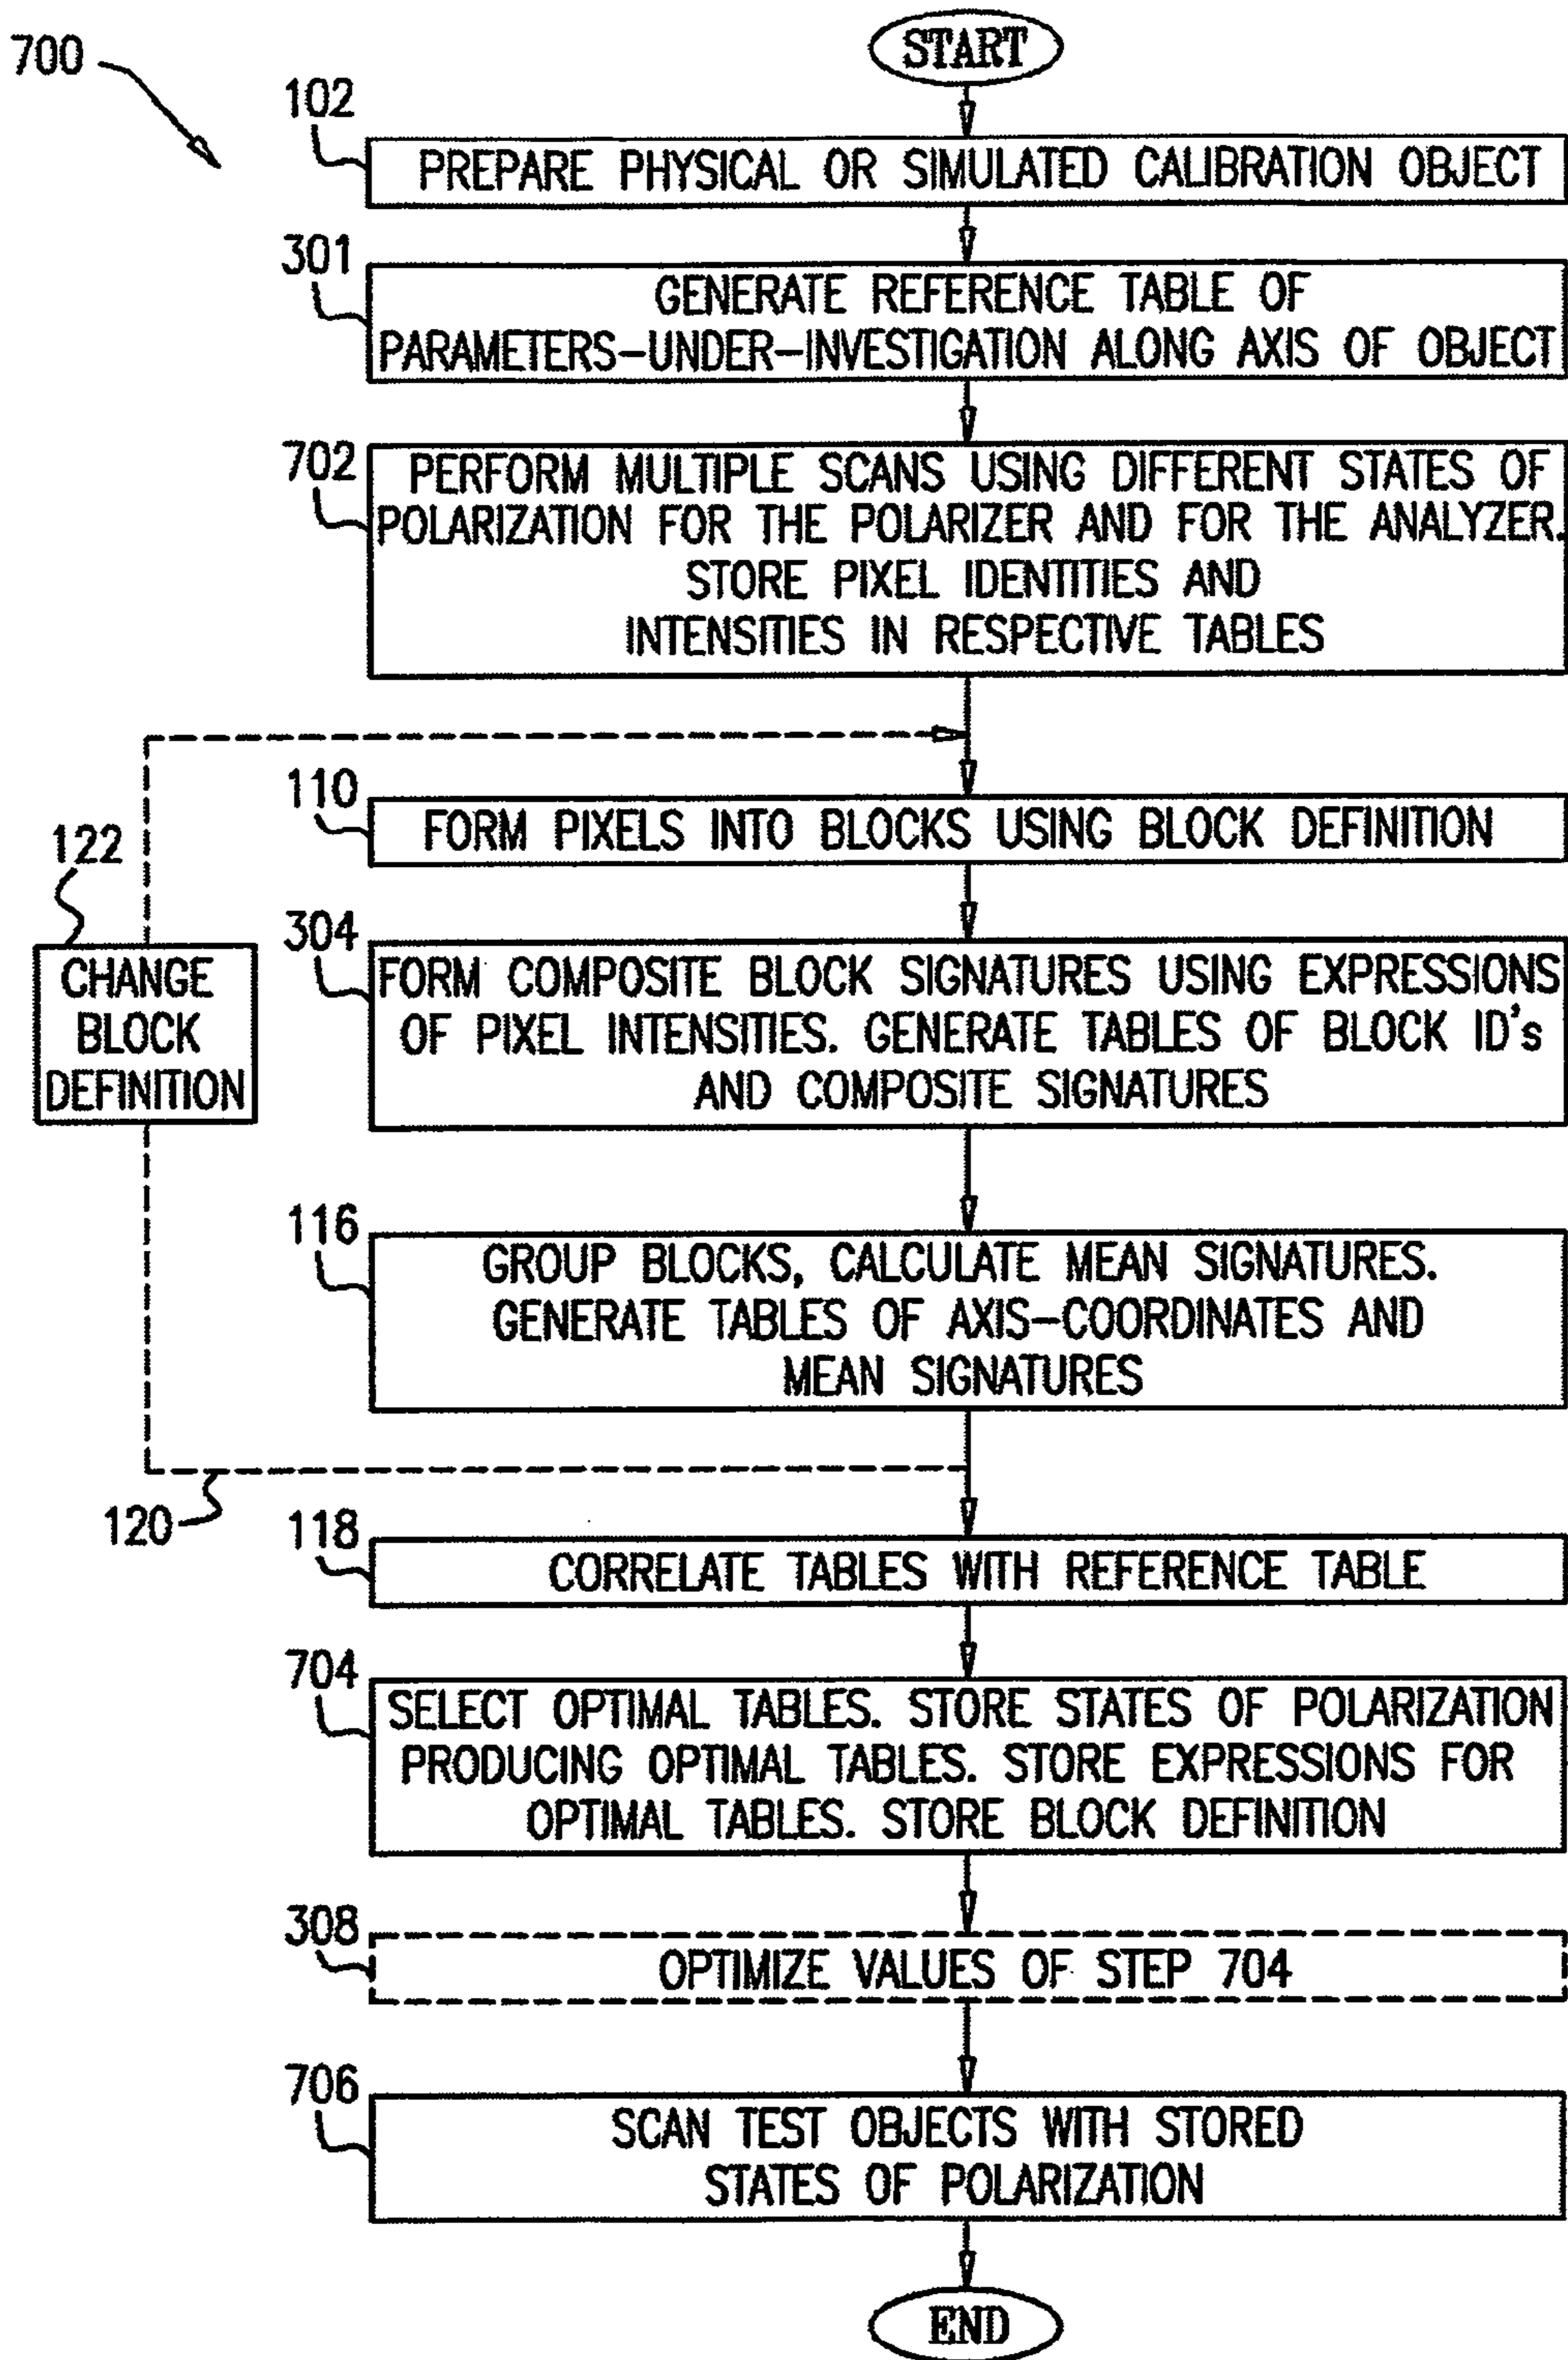 START
700
102
PREPARE PHYSICAL OR SIMULATED CALIBRATION OBJECT
301
GENERATE REFERENCE TABLE OF
PARAMETERS-UNDER-INVESTIGATION ALONG AXIS OF OBJECT
702
PERFORM MULTIPLE SCANS USING DIFFERENT STATES OF
POLARIZATION FOR THE POLARIZER AND FOR THE ANALYZER.
STORE PIXEL IDENTITIES AND
INTENSITIES IN RESPECTIVE TABLES
110
FORM PIXELS INTO BLOCKS USING BLOCK DEFINITION
122
CHANGE
BLOCK
DEFINITION
304
FORM COMPOSITE BLOCK SIGNATURES USING EXPRESSIONS
OF PIXEL INTENSITIES. GENERATE TABLES OF BLOCK ID's
AND COMPOSITE SIGNATURES
116
GROUP BLOCKS, CALCULATE MEAN SIGNATURES.
GENERATE TABLES OF AXIS-COORDINATES AND
MEAN SIGNATURES
120
118
CORRELATE TABLES WITH REFERENCE TABLE
704
SELECT OPTIMAL TABLES. STORE STATES OF POLARIZATION
PRODUCING OPTIMAL TABLES. STORE EXPRESSIONS FOR
OPTIMAL TABLES. STORE BLOCK DEFINITION
308
OPTIMIZE VALUES OF STEP 704
706
SCAN TEST OBJECTS WITH STORED
STATES OF POLARIZATION
END